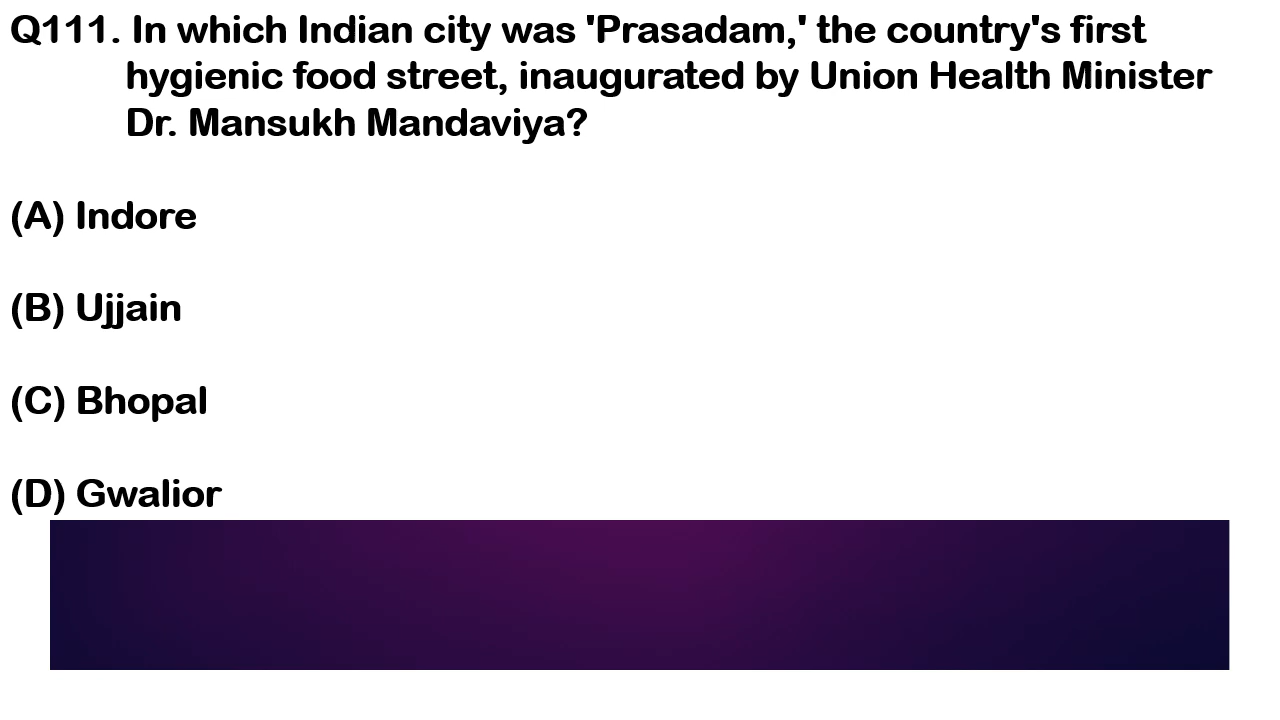 Q111. In which Indian city was 'Prasadam,' the country's first
hygienic food street, inaugurated by Union Health Minister
Dr. Mansukh Mandaviya?
(A) Indore
(B) Ujjain
(C) Bhopal
(D) Gwalior